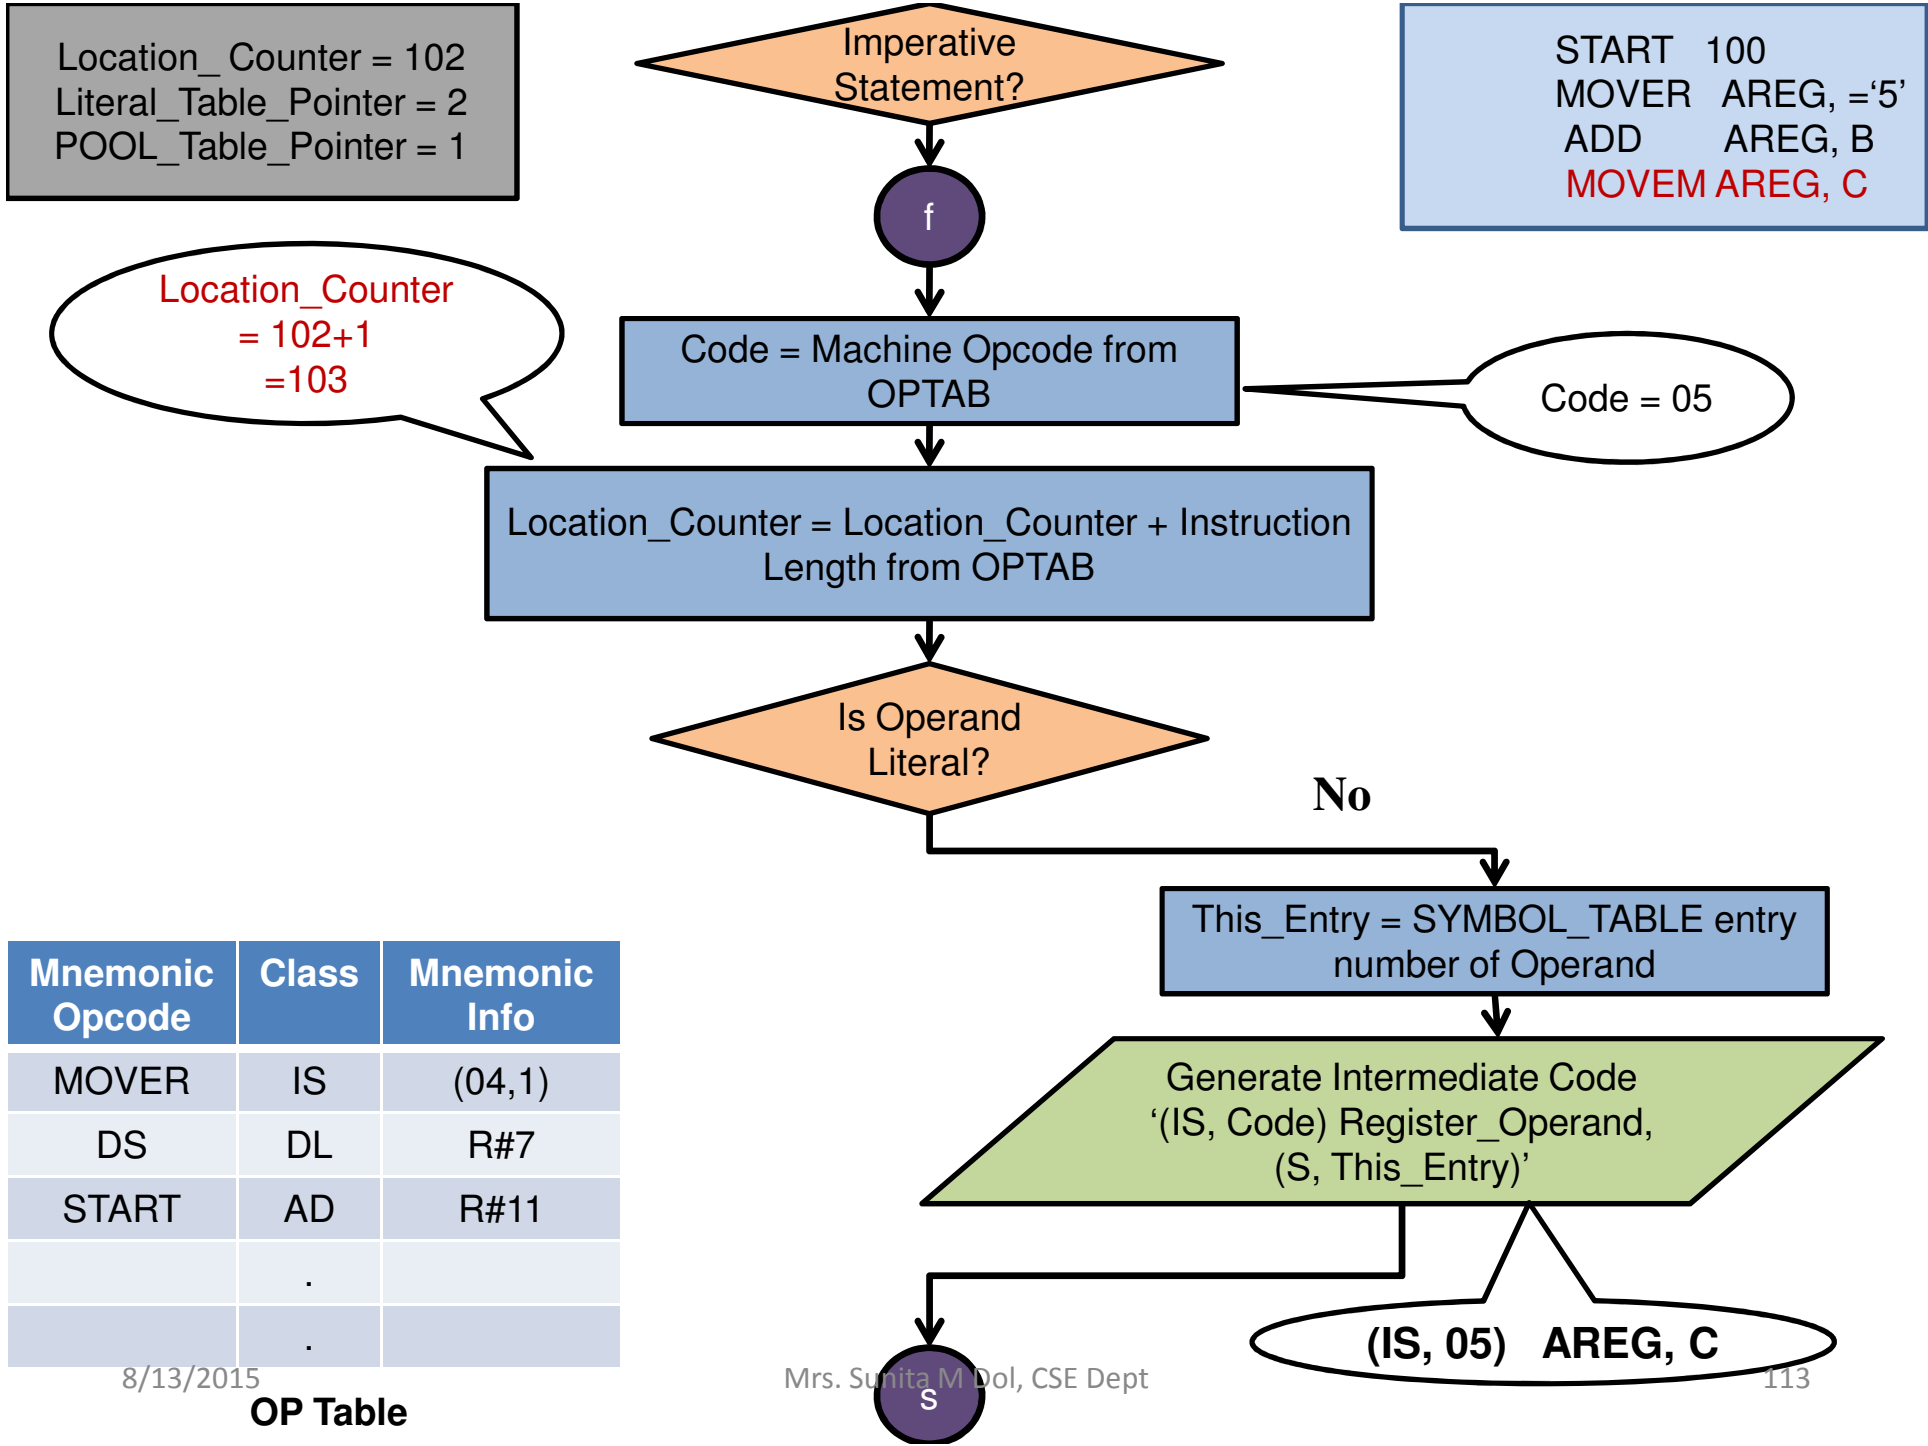 Location_ Counter = 102
Literal_Table_Pointer = 2
POOL_Table_Pointer = 1
Imperative
Statement?
START 100
MOVER AREG, =‘5’
ADD AREG, B
MOVEM AREG, C
f
Location_Counter
= 102+1
=103
Code = Machine Opcode from
OPTAB
Code = 05
Location_Counter = Location_Counter + Instruction
Length from OPTAB
Is Operand
Literal?
No
This_Entry = SYMBOL_TABLE entry
number of Operand
Generate Intermediate Code
‘(IS, Code) Register_Operand,
(S, This_Entry)’
(IS, 05) AREG, C
s
Mnemonic Opcode Class Mnemonic Info
MOVER IS (04,1)
DS DL R#7
START AD R#11
.
.
OP Table
8/13/2015 Mrs. Sunita M Dol, CSE Dept 113